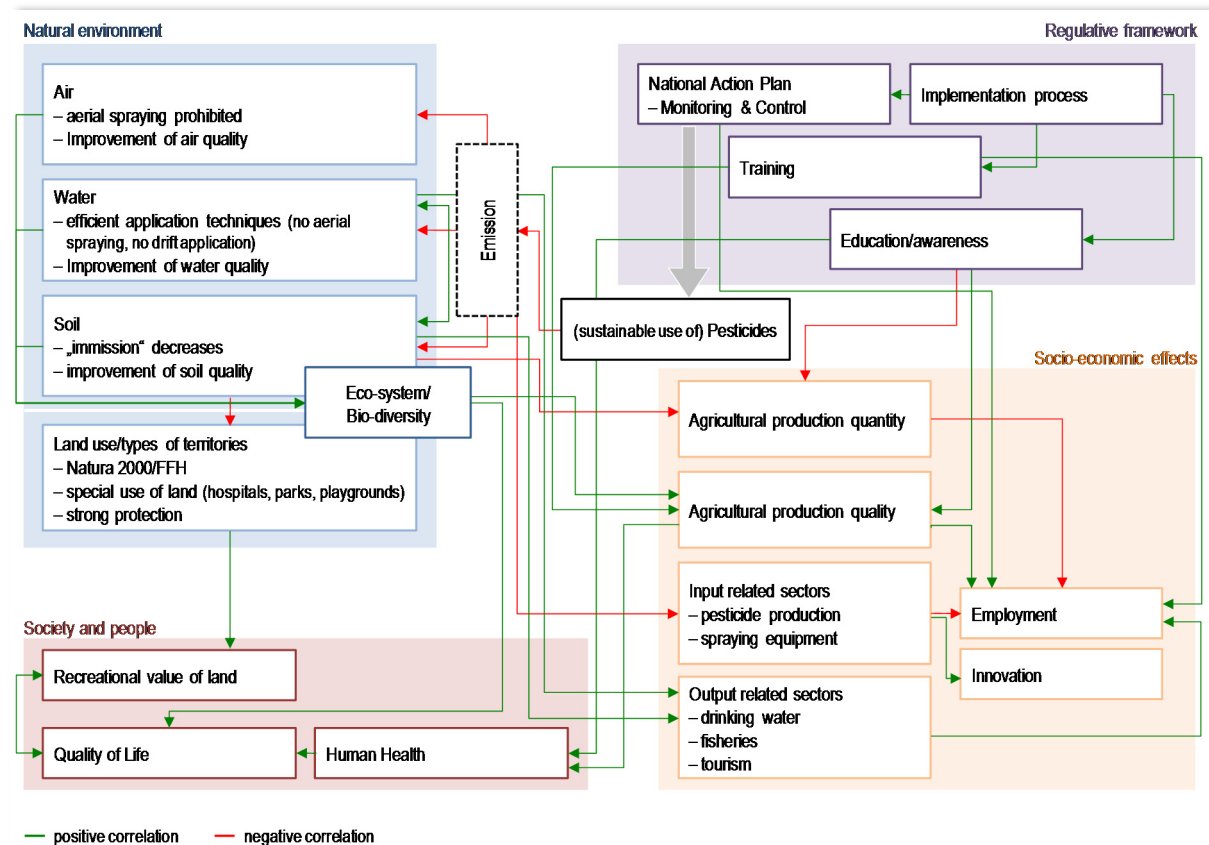 Natural environment
Air
– aerial spraying prohibited
– Improvement of air quality
Water
– efficient application techniques (no aerial
spraying, no drift application)
– Improvement of water quality
Soil
– „immission“ decreases
– improvement of soil quality
Eco-system/
Bio-diversity
Land use/types of territories
– Natura 2000/FFH
– special use of land (hospitals, parks, playgrounds)
– strong protection
Emission
Regulative framework
National Action Plan
– Monitoring & Control
Implementation process
Training
Education/awareness
(sustainable use of) Pesticides
Socio-economic effects
Agricultural production quantity
Agricultural production quality
Input related sectors
– pesticide production
– spraying equipment
Employment
Innovation
Output related sectors
– drinking water
– fisheries
– tourism
Society and people
Recreational value of land
Quality of Life
Human Health
positive correlation
negative correlation